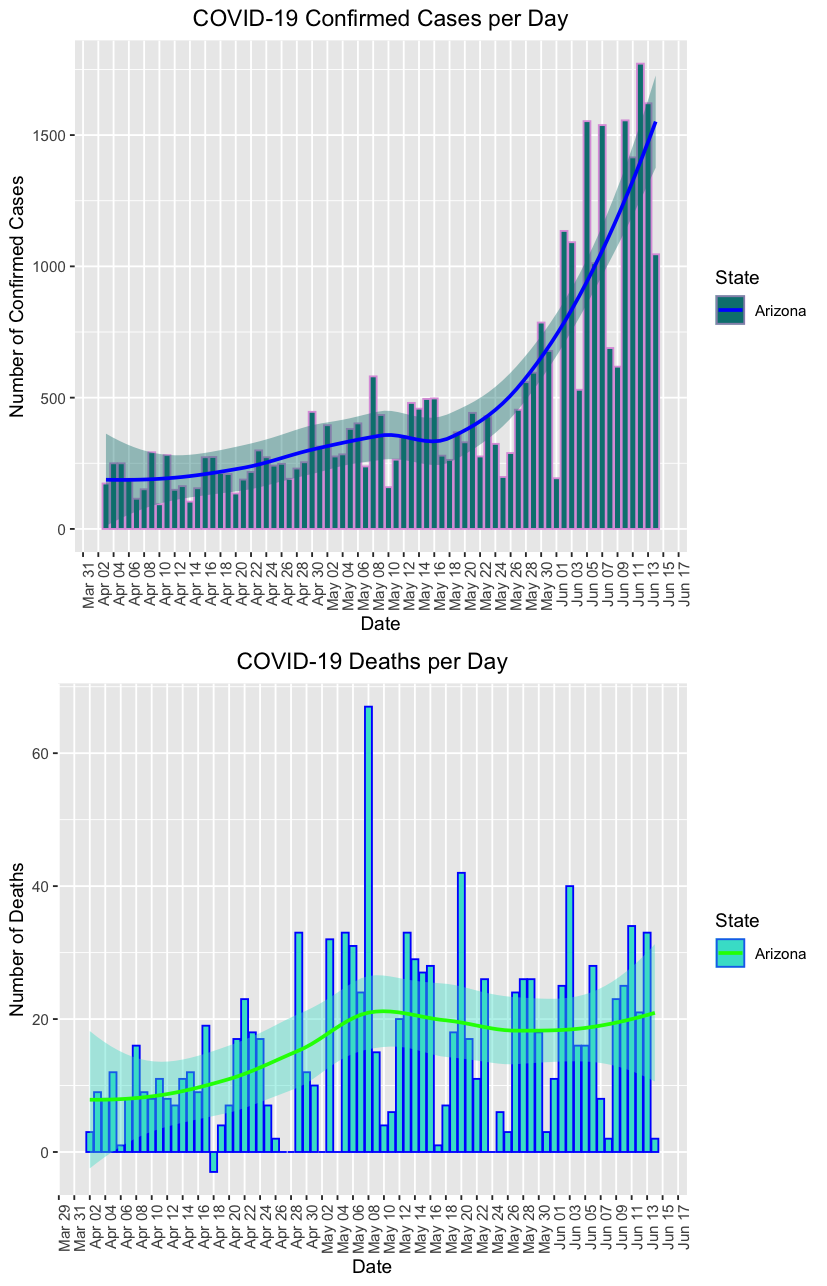 COVID-19 Confirmed Cases per Day
Number of Confirmed Cases
1500
1000
500
0
Mar 31
Apr 02
Apr 04
Apr 06
Apr 08
Apr 10
Apr 12
Apr 14
Apr 16
Apr 18
Apr 20
Apr 22
Apr 24
Apr 26
Apr 28
Apr 30
May 02
May 04
May 06
May 08
May 10
May 12
May 14
May 16
May 18
May 20
May 22
May 24
May 26
May 28
May 30
Jun 01
Jun 03
Jun 05
Jun 07
Jun 09
Jun 11
Jun 13
Jun 15
Jun 17
Date
State
Arizona
COVID-19 Deaths per Day
Number of Deaths
60
40
20
0
Mar 29
Mar 31
Apr 02
Apr 04
Apr 06
Apr 08
Apr 10
Apr 12
Apr 14
Apr 16
Apr 18
Apr 20
Apr 22
Apr 24
Apr 26
Apr 28
Apr 30
May 02
May 04
May 06
May 08
May 10
May 12
May 14
May 16
May 18
May 20
May 22
May 24
May 26
May 28
May 30
Jun 01
Jun 03
Jun 05
Jun 07
Jun 09
Jun 11
Jun 13
Jun 15
Jun 17
Date
State
Arizona